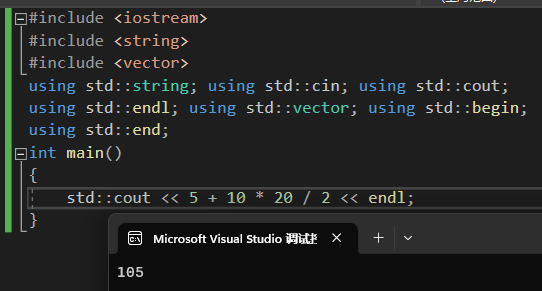 #include <iostream>
#include <string>
#include <vector>
using std::string; using std::cin; using std::cout;
using std::endl; using std::vector; using std::begin;
using std::end;
int main()
{
    std::cout << 5 + 10 * 20 / 2 << endl;
}
Microsoft Visual Studio 调试
105